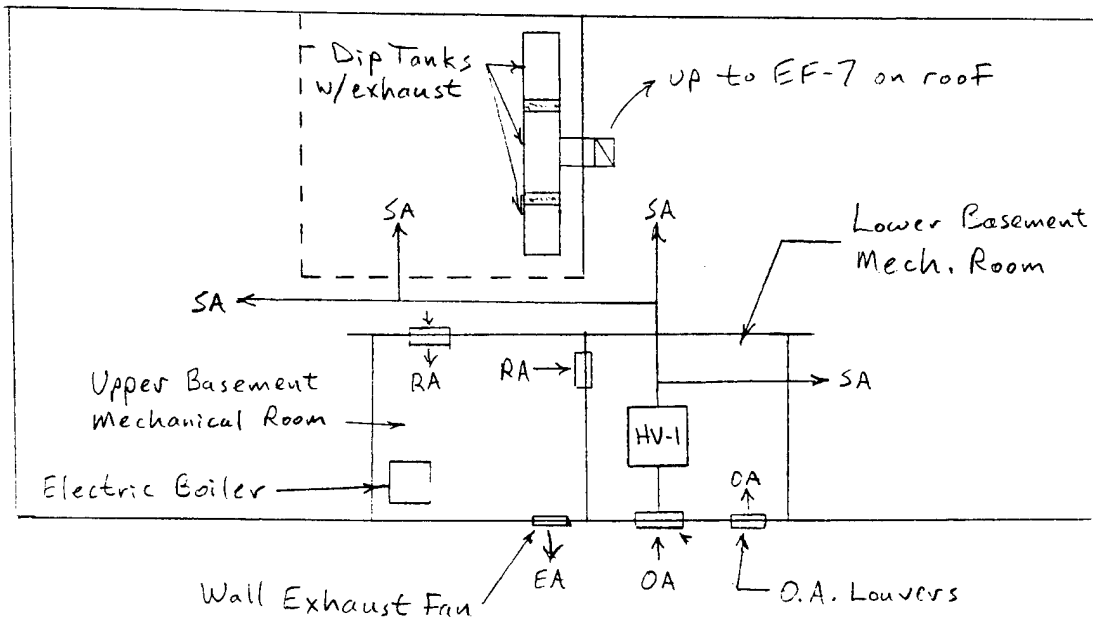 Dip Tanks
w/exhaust
up to EF-7 on roof
SA
SA
Lower Basement
Mech. Room
SA
RA
RA
SA
Upper Basement
Mechanical Room
HV-1
Electric Boiler
OA
EA
OA
Wall Exhaust Fan
O.A. Louvers